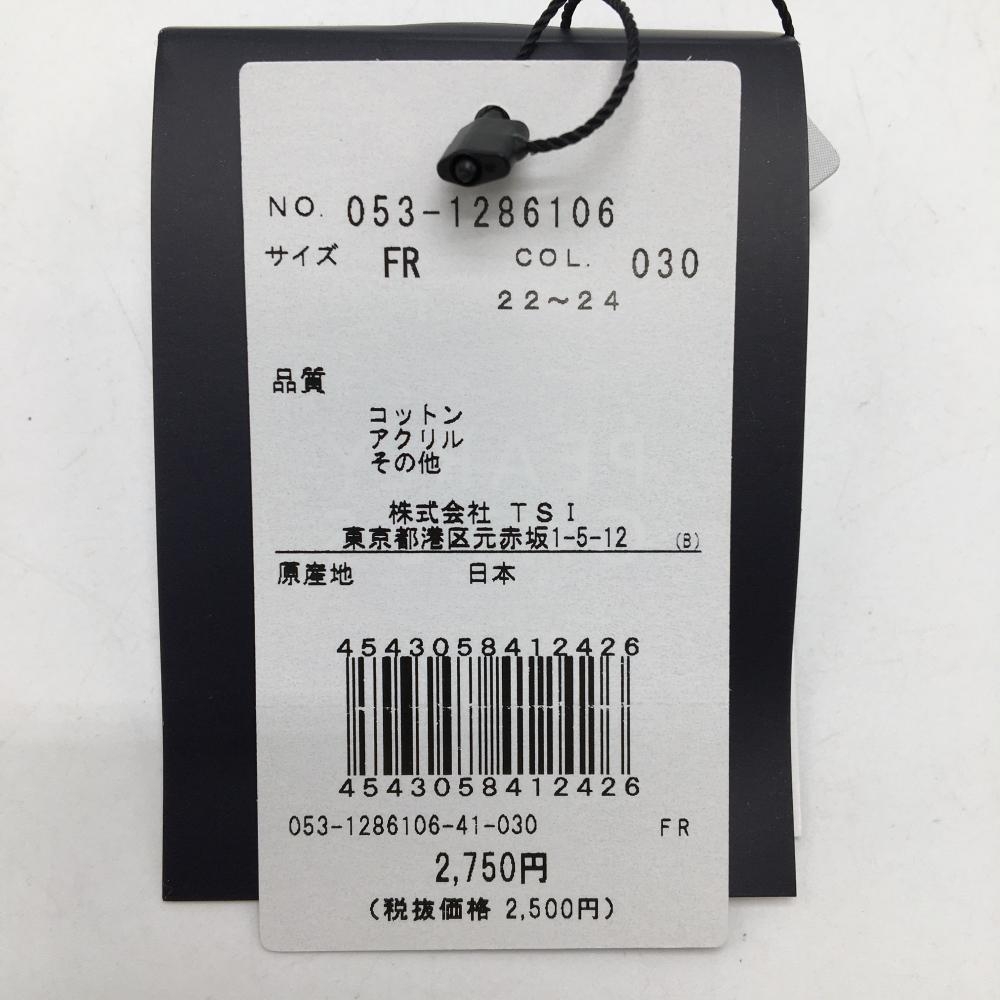 NO. 053-1286106
サイズ FR COL. 030
22～24
品質
コットン
アクリル
その他
株式会社 TSI
東京都港区元赤坂1-5-12 (B)
原産地 日本
4543058412426
4543058412426
053-1286106-41-030 FR
2,750円
(税抜価格 2,500円)